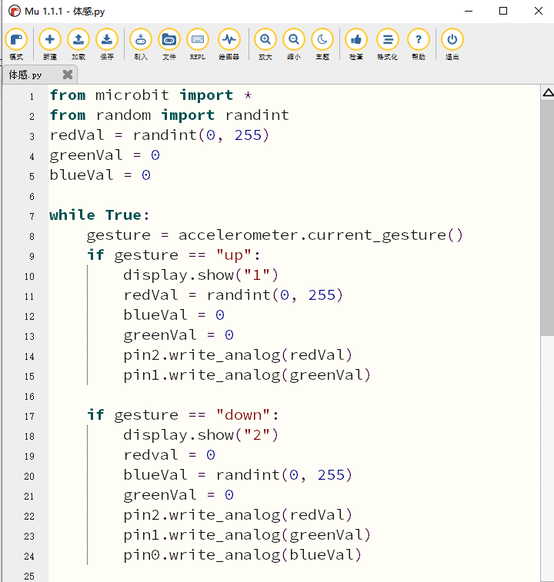 Mu 1.1.1 - 体感.py
模式 新建 加载 保存 刷入 文件 REPL 绘图器 放大 缩小 主题 检查 格式化 帮助 退出
体感.py
1 from microbit import *
2 from random import randint
3 redVal = randint(0, 255)
4 greenVal = 0
5 blueVal = 0
6
7 while True:
8 gesture = accelerometer.current_gesture()
9 if gesture == "up":
10 display.show("1")
11 redVal = randint(0, 255)
12 blueVal = 0
13 greenVal = 0
14 pin2.write_analog(redVal)
15 pin1.write_analog(greenVal)
16
17 if gesture == "down":
18 display.show("2")
19 redval = 0
20 blueVal = randint(0, 255)
21 greenVal = 0
22 pin2.write_analog(redVal)
23 pin1.write_analog(greenVal)
24 pin0.write_analog(blueVal)
25